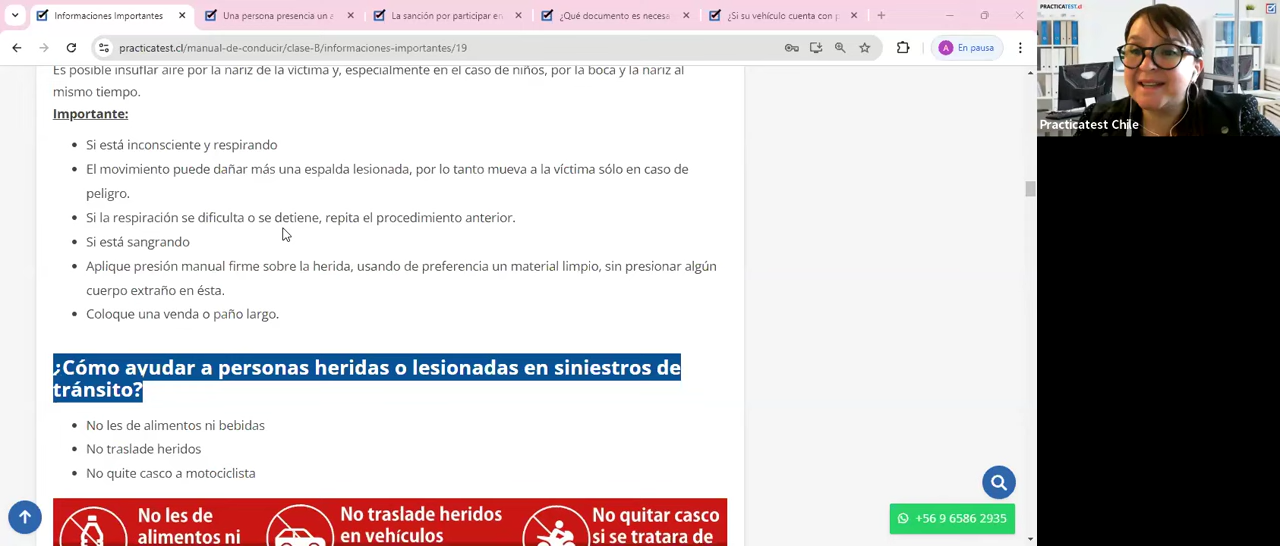 Informaciones Importantes
Una persona presencia un a
La sanción por participar en
¿Qué documento es necesa
¿Si su vehículo cuenta con p
practicatest.cl/manual-de-conducir/clase-B/informaciones-importantes/19
A
En pausa
PRACTICATEST.cl
Practicatest Chile
Es posible insuflar aire por la nariz de la víctima y, especialmente en el caso de niños, por la boca y la nariz al
mismo tiempo.
Importante:
Si está inconsciente y respirando
El movimiento puede dañar más una espalda lesionada, por lo tanto mueva a la víctima sólo en caso de
peligro.
Si la respiración se dificulta o se detiene, repita el procedimiento anterior.
Si está sangrando
Aplique presión manual firme sobre la herida, usando de preferencia un material limpio, sin presionar algún
cuerpo extraño en ésta.
Coloque una venda o paño largo.
¿Cómo ayudar a personas heridas o lesionadas en siniestros de
tránsito?
No les de alimentos ni bebidas
No traslade heridos
No quite casco a motociclista
No les de
alimentos ni
No traslade heridos
en vehículos
No quitar casco
si se tratara de
+56 9 6586 2935